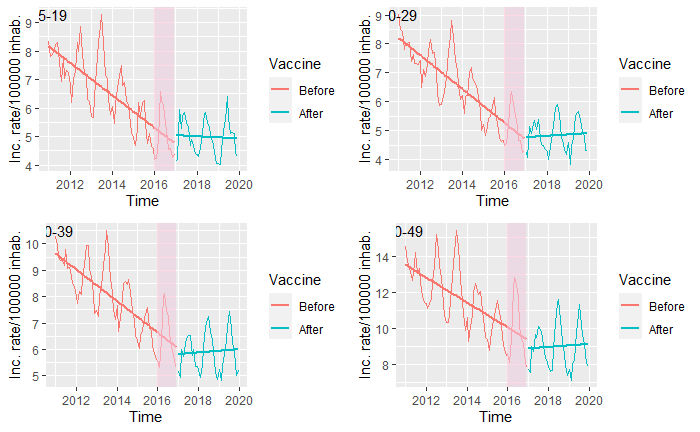 5-19
Inc. rate/100000 inhab.
9
8
7
6
5
4
2012 2014 2016 2018 2020
Time
Vaccine
Before
After
0-29
Inc. rate/100000 inhab.
9
8
7
6
5
4
2012 2014 2016 2018 2020
Time
Vaccine
Before
After
0-39
Inc. rate/100000 inhab.
10
9
8
7
6
5
2012 2014 2016 2018 2020
Time
Vaccine
Before
After
0-49
Inc. rate/100000 inhab.
14
12
10
8
2012 2014 2016 2018 2020
Time
Vaccine
Before
After